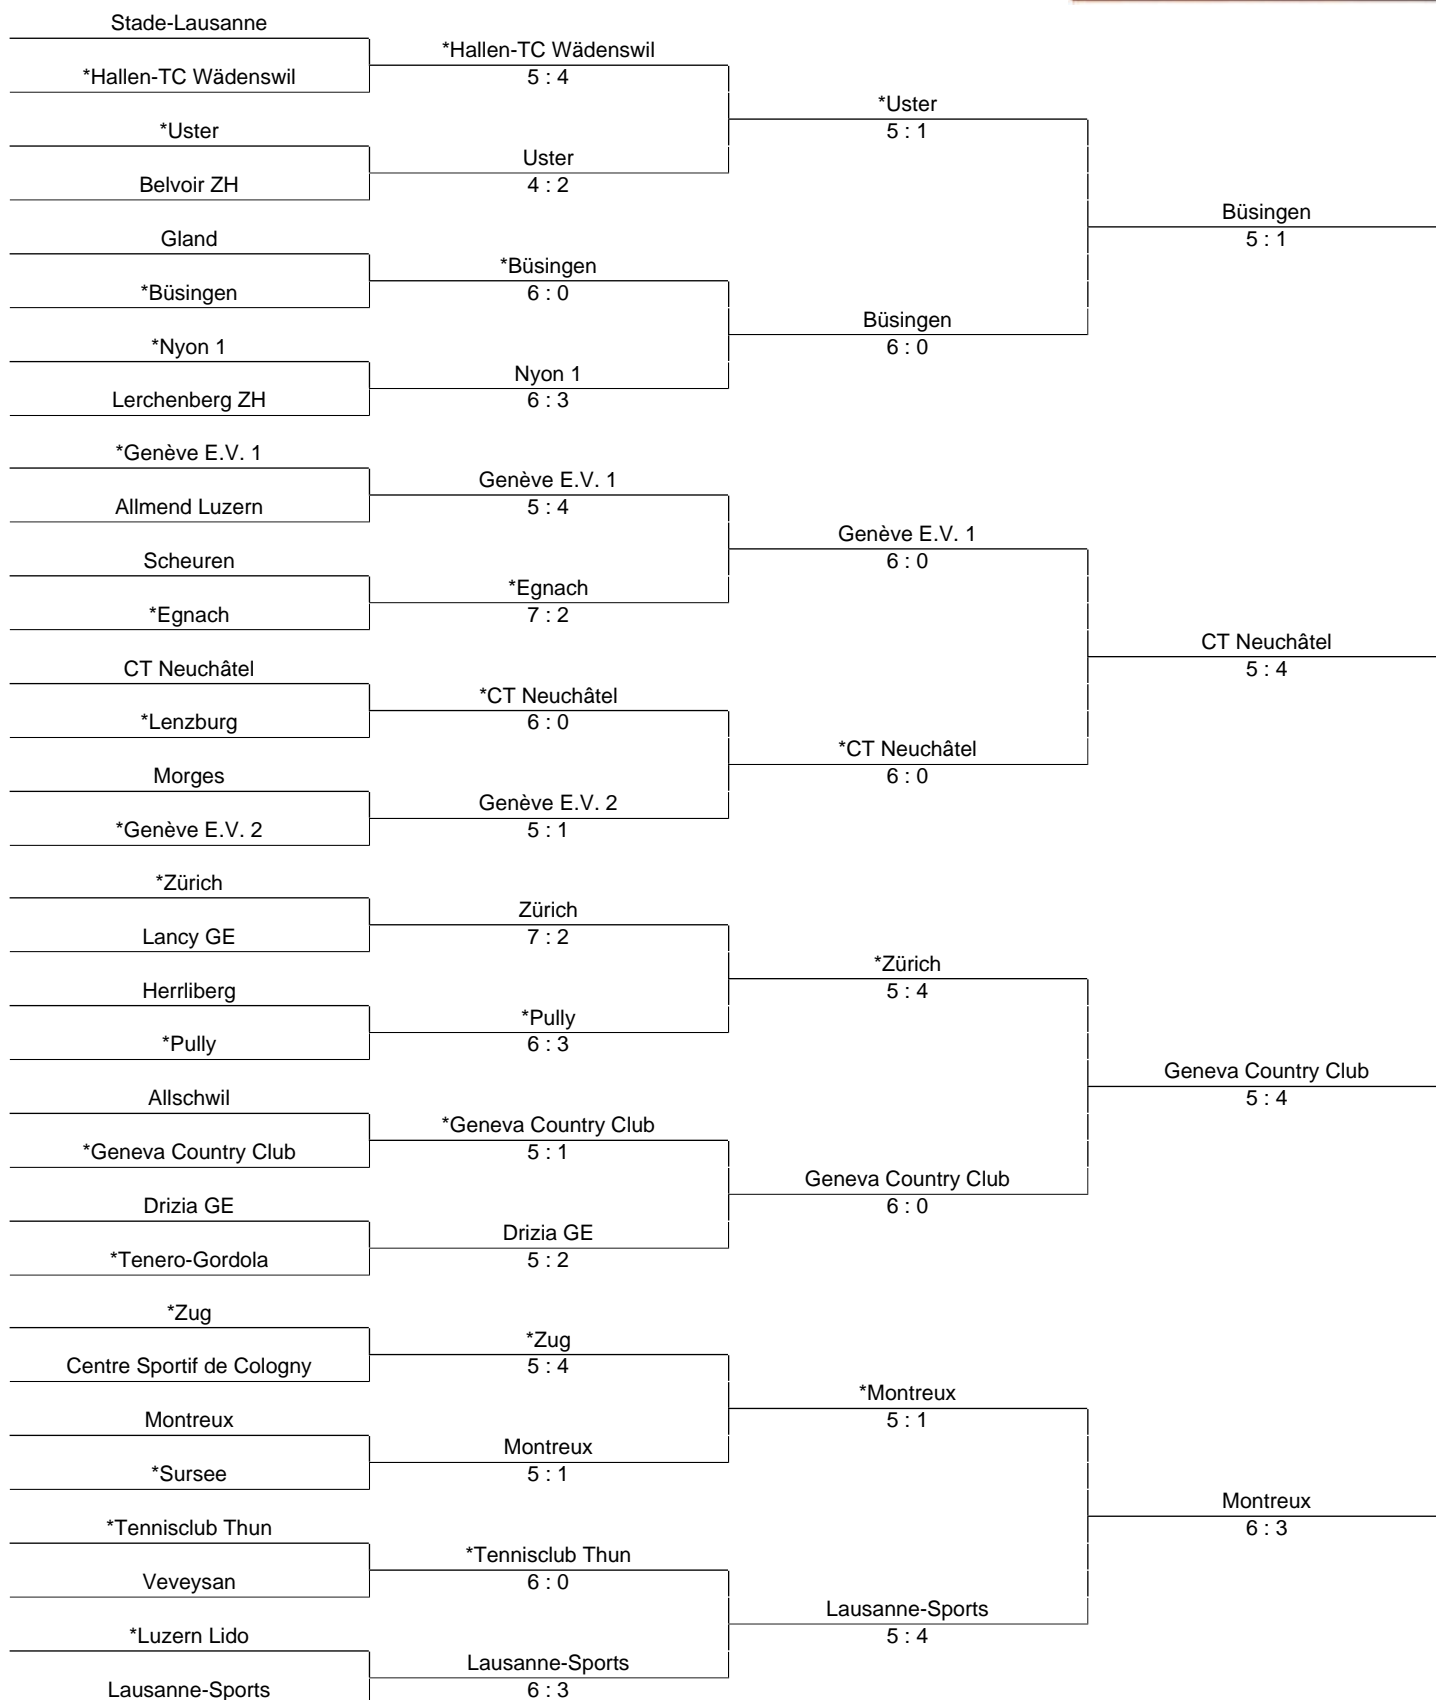 Stade-Lausanne
*Hallen-TC Wädenswil
*Uster
Belvoir ZH
Gland
*Büsingen
*Nyon 1
Lerchenberg ZH
*Genève E.V. 1
Allmend Luzern
Scheuren
*Egnach
CT Neuchâtel
*Lenzburg
Morges
*Genève E.V. 2
*Zürich
Lancy GE
Herrliberg
*Pully
Allschwil
*Geneva Country Club
Drizia GE
*Tenero-Gordola
*Zug
Centre Sportif de Cologny
Montreux
*Sursee
*Tennisclub Thun
Veveysan
*Luzern Lido
Lausanne-Sports
*Hallen-TC Wädenswil
5 : 4
Uster
4 : 2
*Büsingen
6 : 0
Nyon 1
6 : 3
Genève E.V. 1
5 : 4
*Egnach
7 : 2
*CT Neuchâtel
6 : 0
Genève E.V. 2
5 : 1
Zürich
7 : 2
*Pully
6 : 3
*Geneva Country Club
5 : 1
Drizia GE
5 : 2
*Zug
5 : 4
Montreux
5 : 1
*Tennisclub Thun
6 : 0
Lausanne-Sports
6 : 3
*Uster
5 : 1
Büsingen
6 : 0
Genève E.V. 1
6 : 0
*CT Neuchâtel
6 : 0
*Zürich
5 : 4
Geneva Country Club
6 : 0
*Montreux
5 : 1
Lausanne-Sports
5 : 4
Büsingen
5 : 1
CT Neuchâtel
5 : 4
Geneva Country Club
5 : 4
Montreux
6 : 3